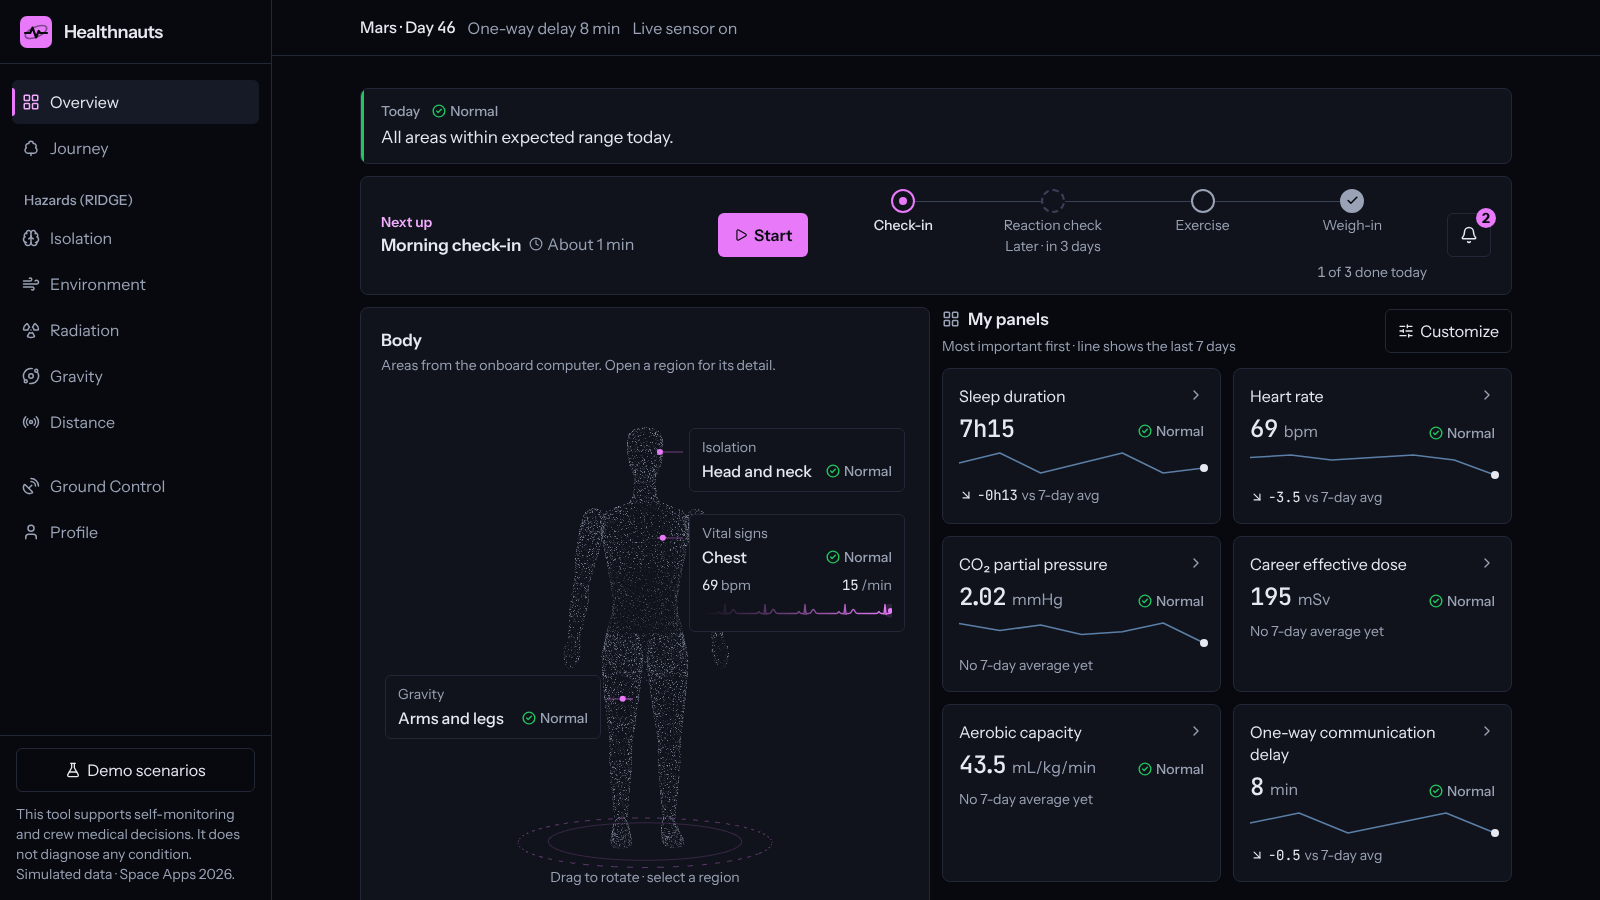 Healthnauts
Overview
Journey
Hazards (RIDGE)
Isolation
Environment
Radiation
Gravity
Distance
Ground Control
Profile
Demo scenarios
This tool supports self-monitoring
and crew medical decisions. It does
not diagnose any condition.
Simulated data · Space Apps 2026.
Mars · Day 46 One-way delay 8 min Live sensor on
Today Normal
All areas within expected range today.
Next up
Morning check-in About 1 min
Start
Check-in
Reaction check
Later · in 3 days
Exercise
Weigh-in
1 of 3 done today
2
Body
Areas from the onboard computer. Open a region for its detail.
Isolation
Head and neck Normal
Vital signs
Chest Normal
69 bpm 15 /min
Gravity
Arms and legs Normal
Drag to rotate · select a region
My panels
Most important first · line shows the last 7 days
Customize
Sleep duration
7h15 Normal
-0h13 vs 7-day avg
Heart rate
69 bpm Normal
-3.5 vs 7-day avg
CO₂ partial pressure
2.02 mmHg Normal
No 7-day average yet
Career effective dose
195 mSv Normal
No 7-day average yet
Aerobic capacity
43.5 mL/kg/min Normal
No 7-day average yet
One-way communication
delay
8 min Normal
-0.5 vs 7-day avg